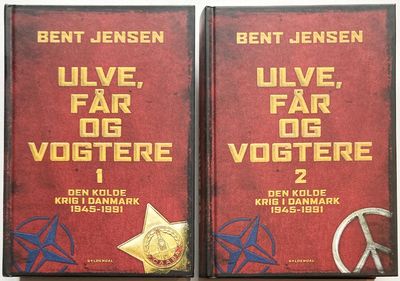 BENT JENSEN
ULVE,
FÅR
OG
VOGTERE
1
DEN KOLDE
KRIG I DANMARK
1945-1991
GYLDENDAL
BENT JENSEN
ULVE,
FÅR
OG
VOGTERE
2
DEN KOLDE
KRIG I DANMARK
1945-1991
GYLDENDAL